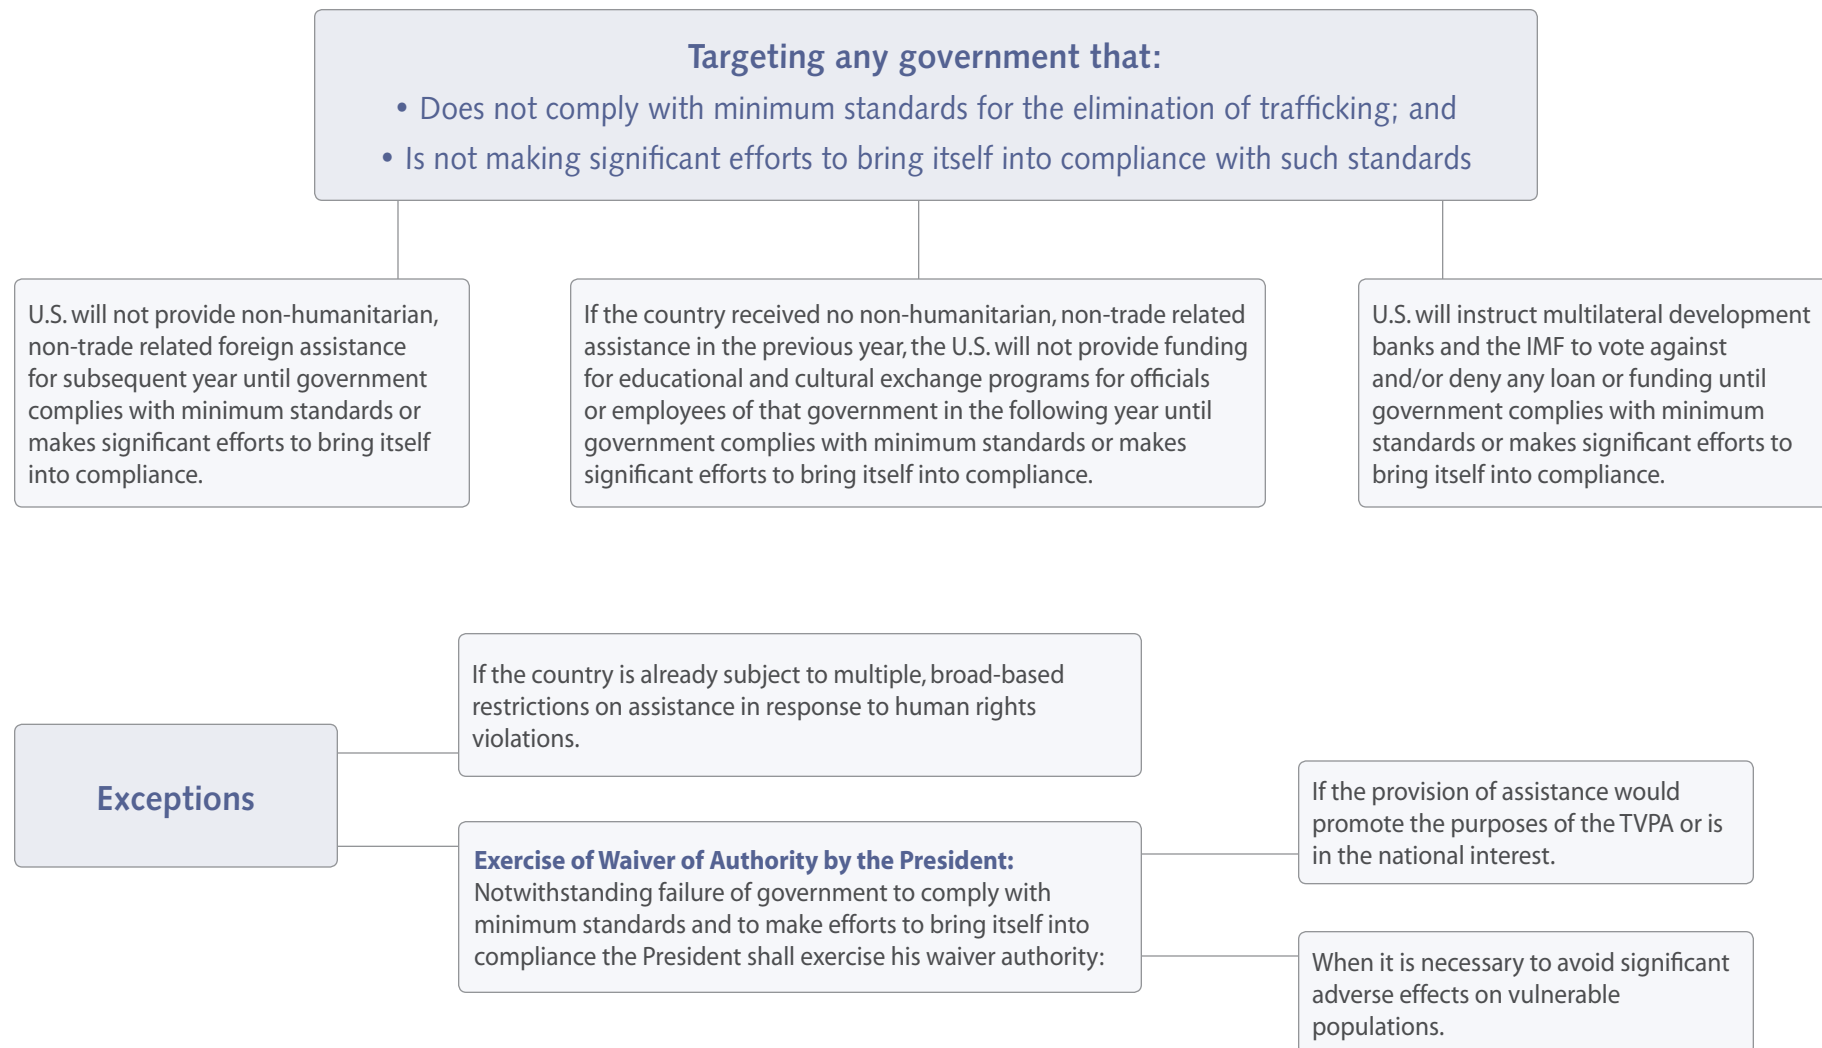 Targeting any government that:
• Does not comply with minimum standards for the elimination of trafficking; and
• Is not making significant efforts to bring itself into compliance with such standards
U.S. will not provide non-humanitarian,
non-trade related foreign assistance
for subsequent year until government
complies with minimum standards or
makes significant efforts to bring itself
into compliance.
If the country received no non-humanitarian, non-trade related
assistance in the previous year, the U.S. will not provide funding
for educational and cultural exchange programs for officials
or employees of that government in the following year until
government complies with minimum standards or makes
significant efforts to bring itself into compliance.
U.S. will instruct multilateral development
banks and the IMF to vote against
and/or deny any loan or funding until
government complies with minimum
standards or makes significant efforts to
bring itself into compliance.
Exceptions
If the country is already subject to multiple, broad-based
restrictions on assistance in response to human rights
violations.
Exercise of Waiver of Authority by the President:
Notwithstanding failure of government to comply with
minimum standards and to make efforts to bring itself into
compliance the President shall exercise his waiver authority:
If the provision of assistance would
promote the purposes of the TVPA or is
in the national interest.
When it is necessary to avoid significant
adverse effects on vulnerable
populations.